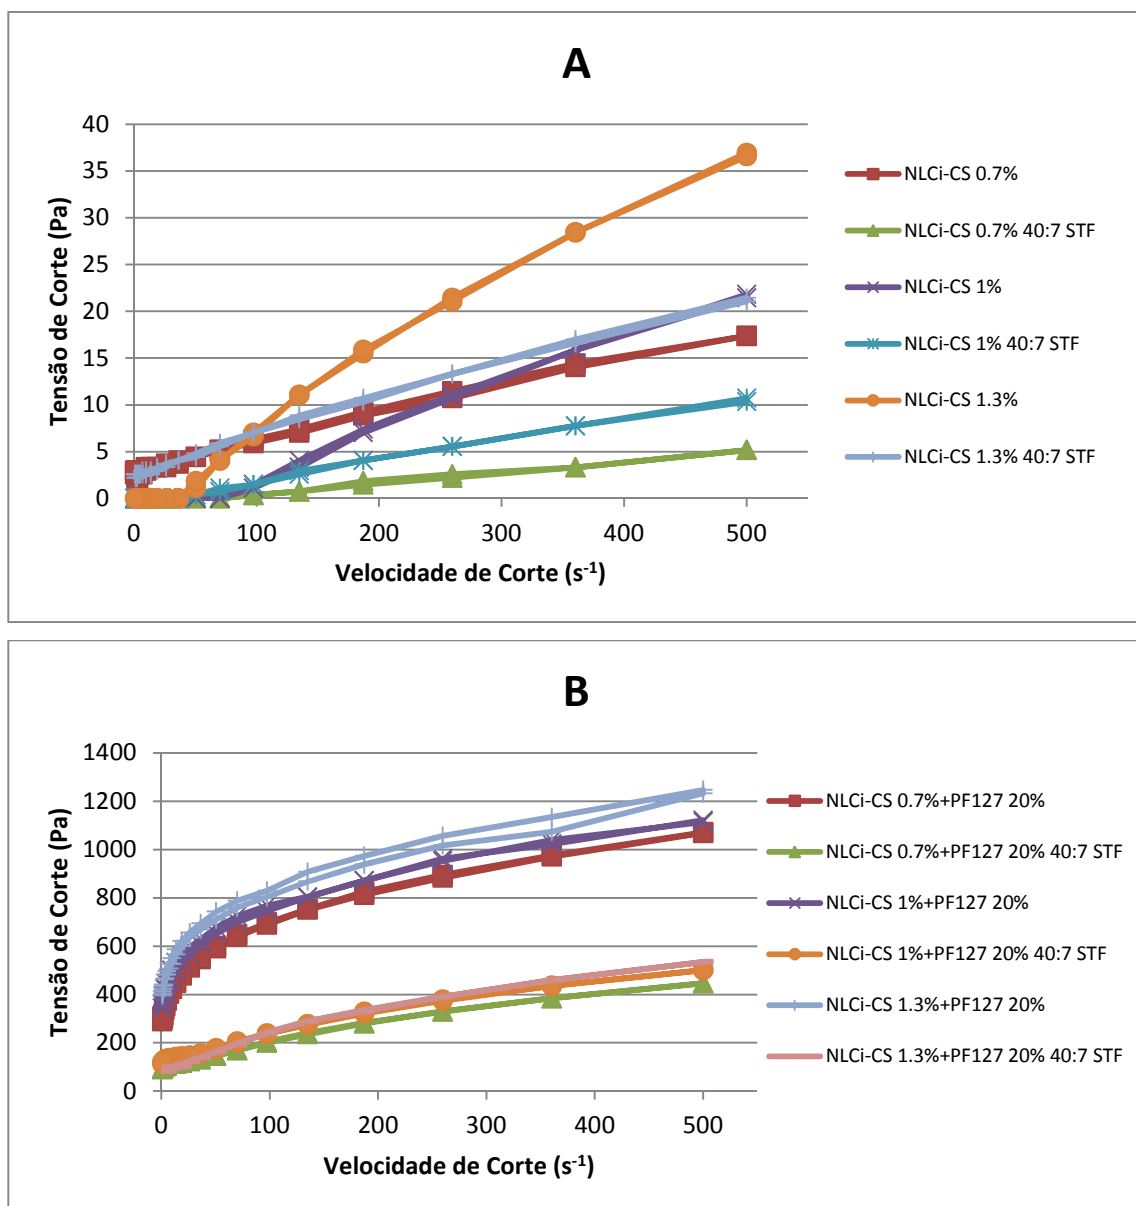 A
40
35
30
25
20
15
10
5
0
Tensão de Corte (Pa)
0 100 200 300 400 500
Velocidade de Corte (s-1)
NLCi-CS 0.7%
NLCi-CS 0.7% 40:7 STF
NLCi-CS 1%
NLCi-CS 1% 40:7 STF
NLCi-CS 1.3%
NLCi-CS 1.3% 40:7 STF
B
1400
1200
1000
800
600
400
200
0
Tensão de Corte (Pa)
0 100 200 300 400 500
Velocidade de Corte (s-1)
NLCi-CS 0.7%+PF127 20%
NLCi-CS 0.7%+PF127 20% 40:7 STF
NLCi-CS 1%+PF127 20%
NLCi-CS 1%+PF127 20% 40:7 STF
NLCi-CS 1.3%+PF127 20%
NLCi-CS 1.3%+PF127 20% 40:7 STF